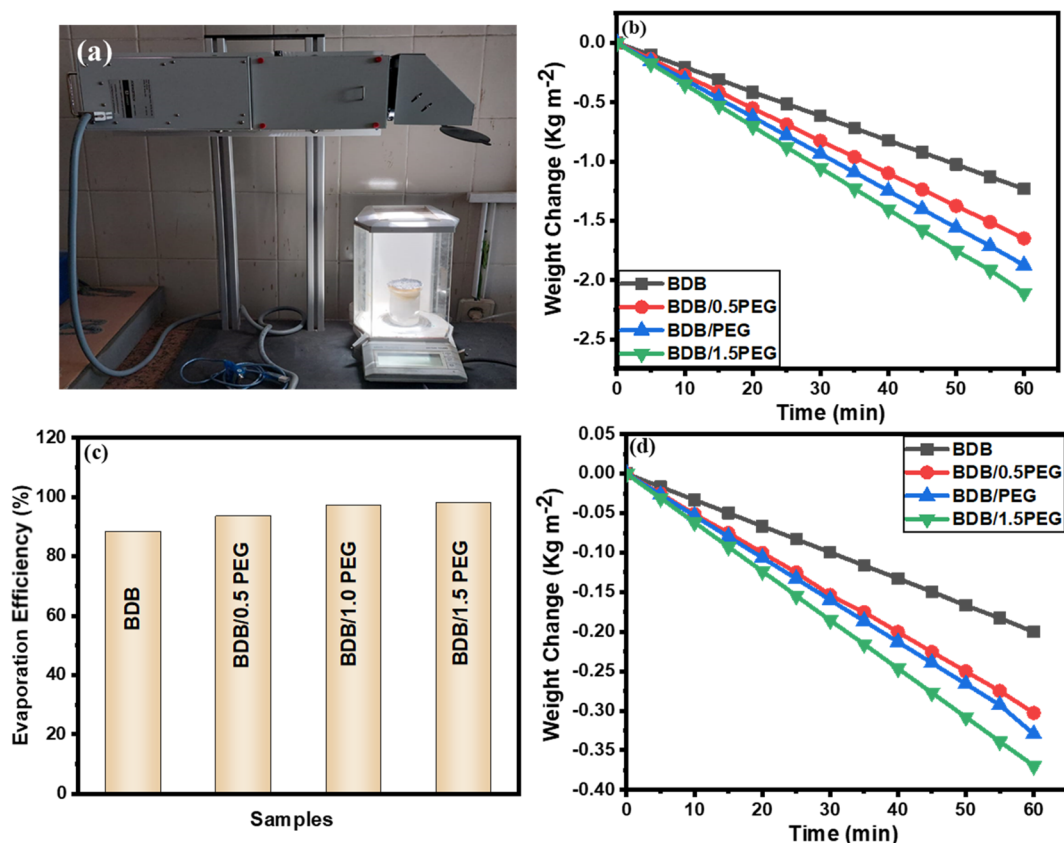 (a)
(b)
0.0
-0.5
-1.0
-1.5
-2.0
-2.5
Weight Change (Kg m-2)
BDB
BDB/0.5PEG
BDB/PEG
BDB/1.5PEG
0 10 20 30 40 50 60
Time (min)
(c)
120
100
80
60
40
20
0
Evaporation Efficiency (%)
BDB
BDB/0.5 PEG
BDB/1.0 PEG
BDB/1.5 PEG
Samples
(d)
0.05
0.00
-0.05
-0.10
-0.15
-0.20
-0.25
-0.30
-0.35
-0.40
Weight Change (Kg m-2)
BDB
BDB/0.5PEG
BDB/PEG
BDB/1.5PEG
0 10 20 30 40 50 60
Time (min)